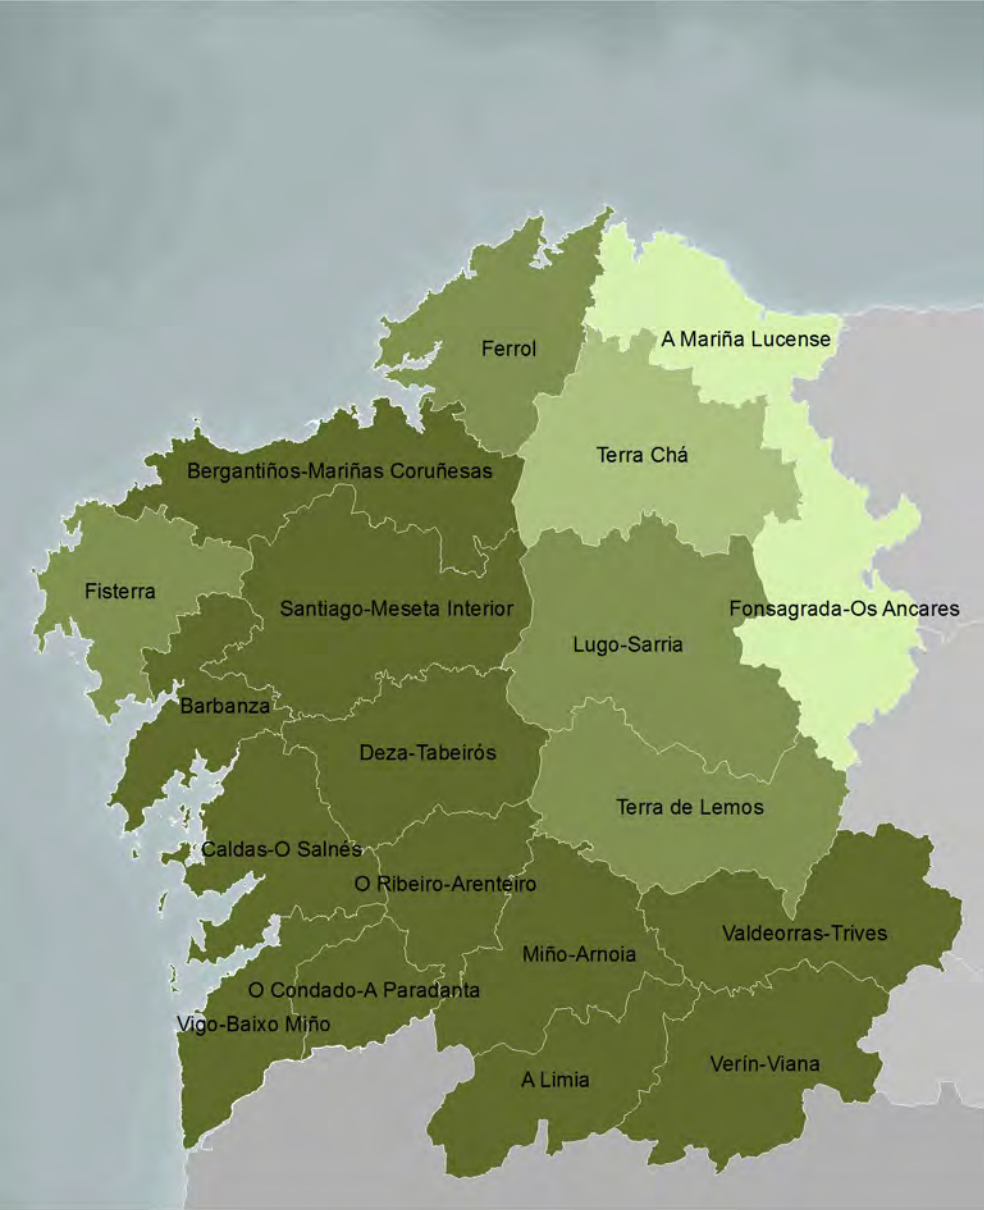 A Mariña Lucense
Ferrol
Terra Chá
Bergantiños-Mariñas Coruñesas
Fisterra
Santiago-Meseta Interior
Fonsagrada-Os Ancares
Lugo-Sarria
Barbanza
Deza-Tabeirós
Terra de Lemos
Caldas-O Salnés
O Ribeiro-Arenteiro
Valdeorras-Trives
Miño-Arnoia
O Condado-A Paradanta
Vigo-Baixo Miño
Verín-Viana
A Limia